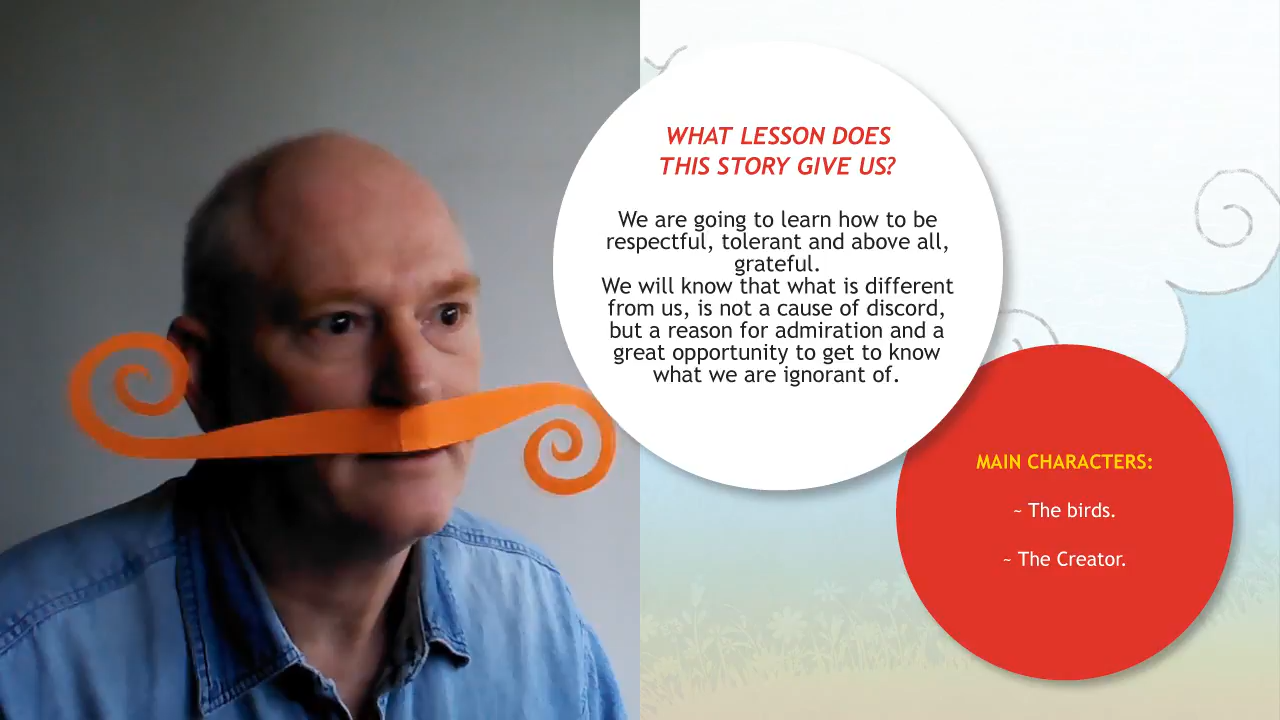 WHAT LESSON DOES
THIS STORY GIVE US?
We are going to learn how to be
respectful, tolerant and above all,
grateful.
We will know that what is different
from us, is not a cause of discord,
but a reason for admiration and a
great opportunity to get to know
what we are ignorant of.
MAIN CHARACTERS:
~ The birds.
~ The Creator.